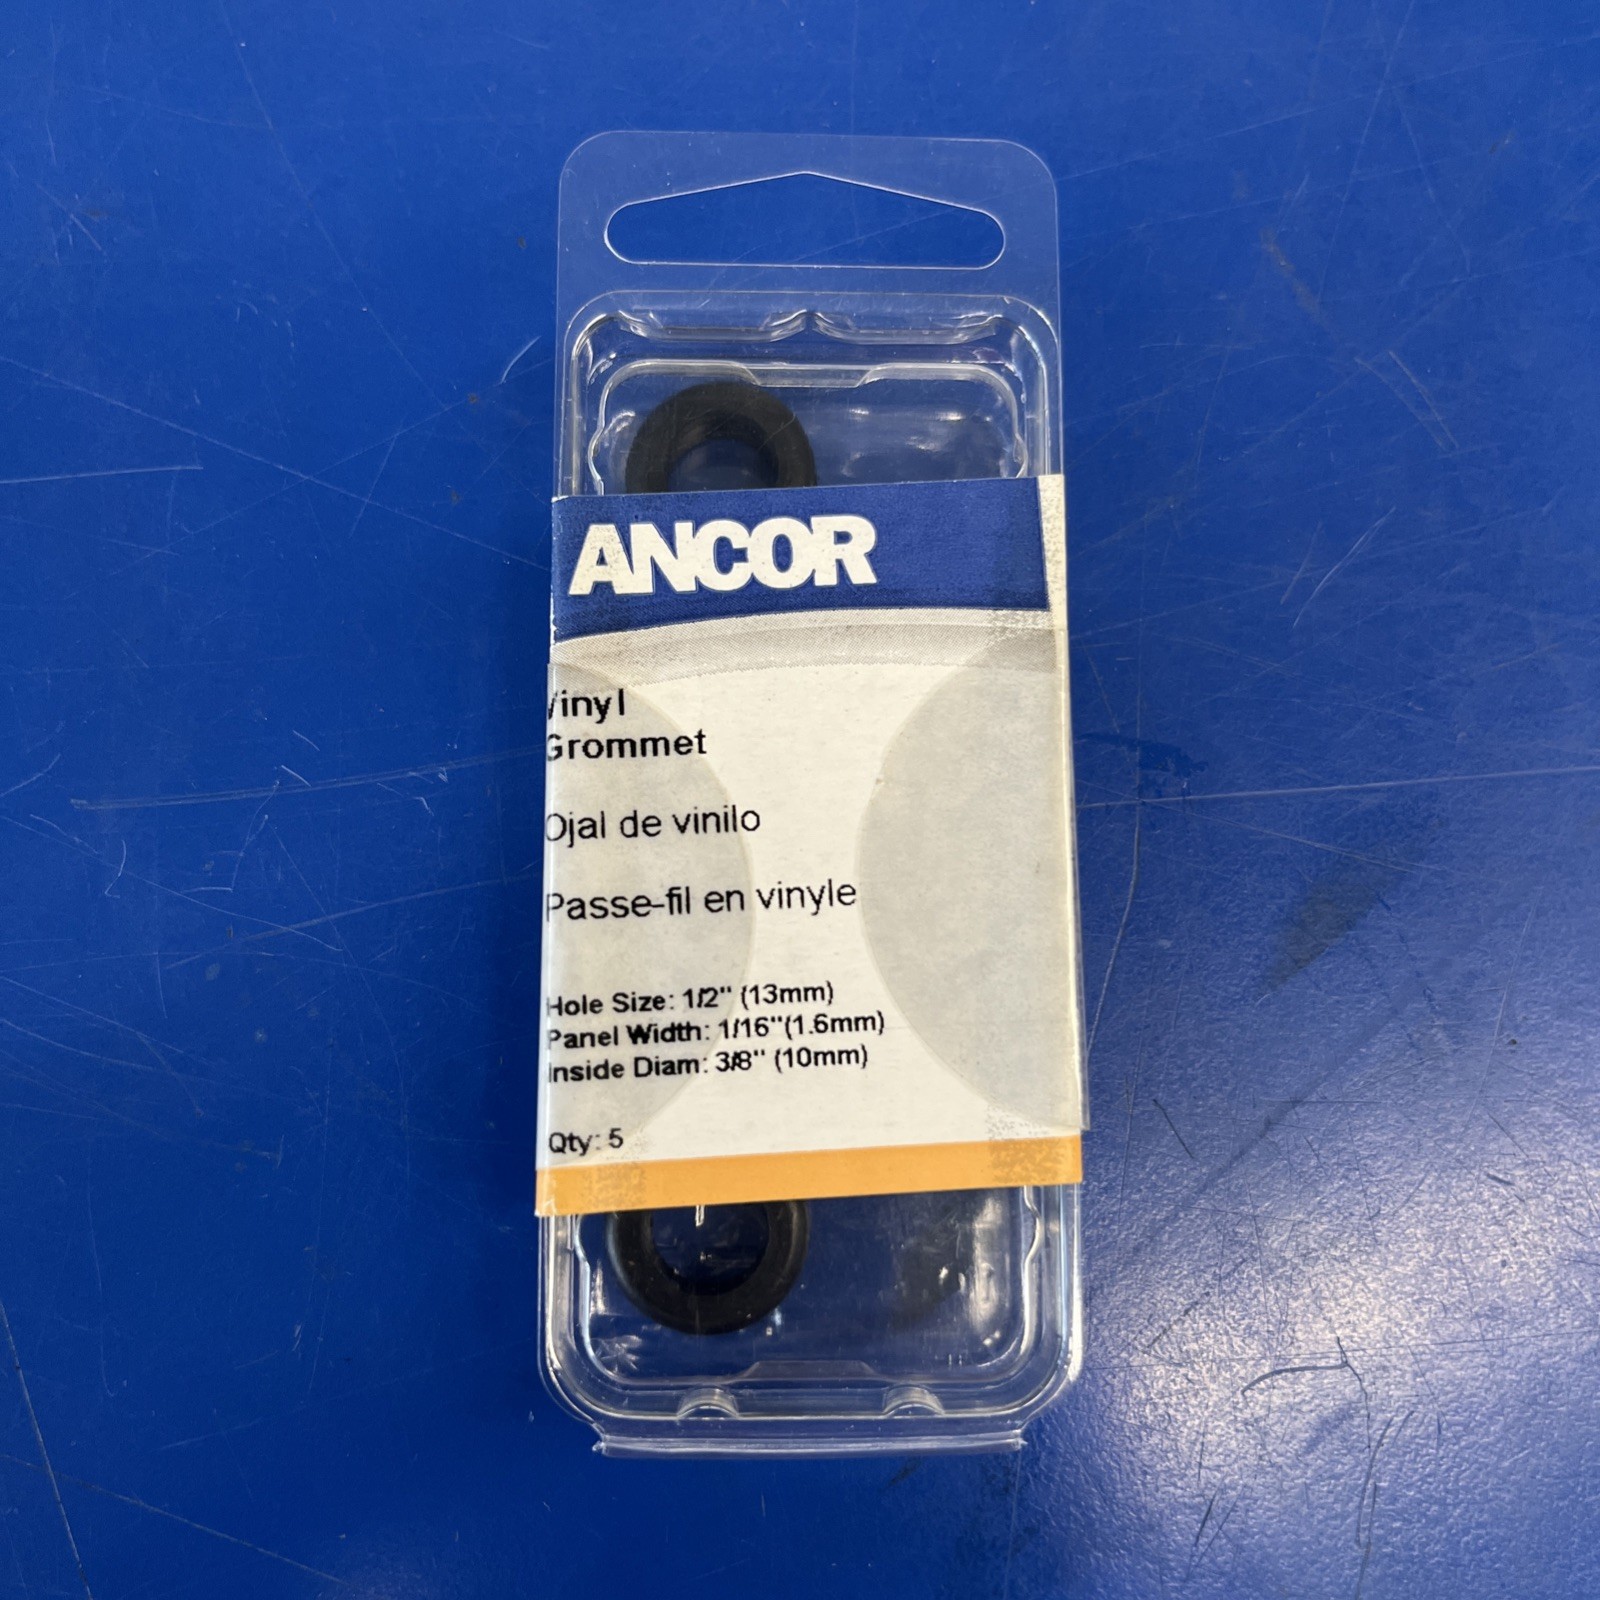 ANCOR
Vinyl
Grommet
Ojal de vinilo
Passe-fil en vinyle
Hole Size: 1/2" (13mm)
Panel Width: 1/16"(1.6mm)
Inside Diam: 3/8" (10mm)
Qty: 5